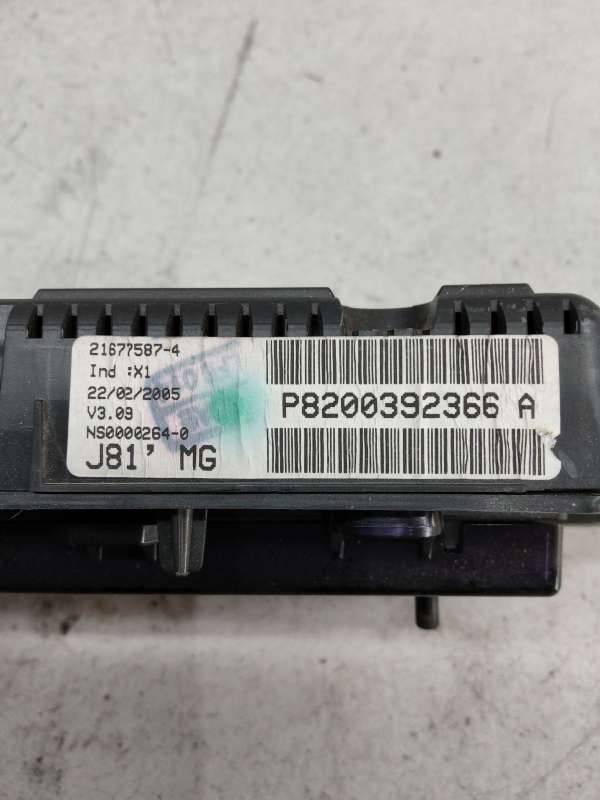 21677587-4
Ind :X1
22/02/2005
V3.09
NS0000264-0
J81' MG
P8200392366 A